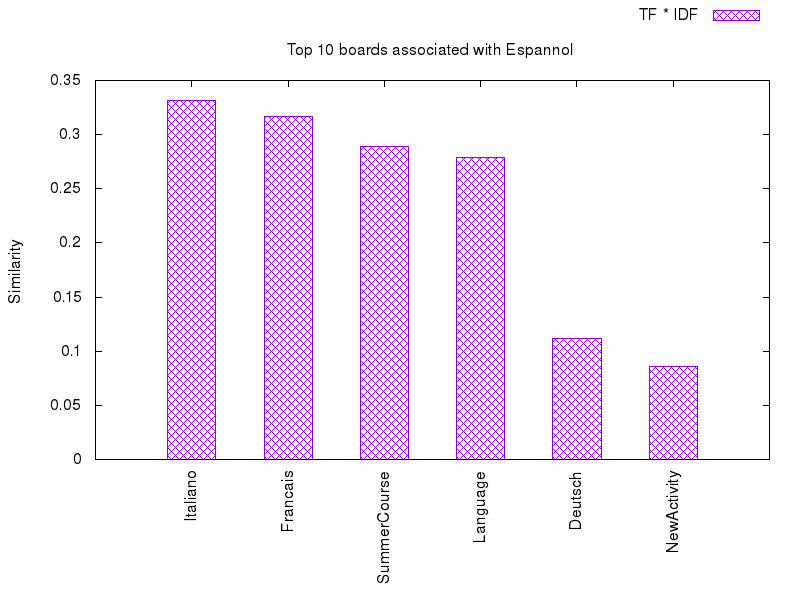 TF * IDF
Top 10 boards associated with Espannol
Similarity
0.35
0.3
0.25
0.2
0.15
0.1
0.05
0
Italiano
Francais
SummerCourse
Language
Deutsch
NewActivity